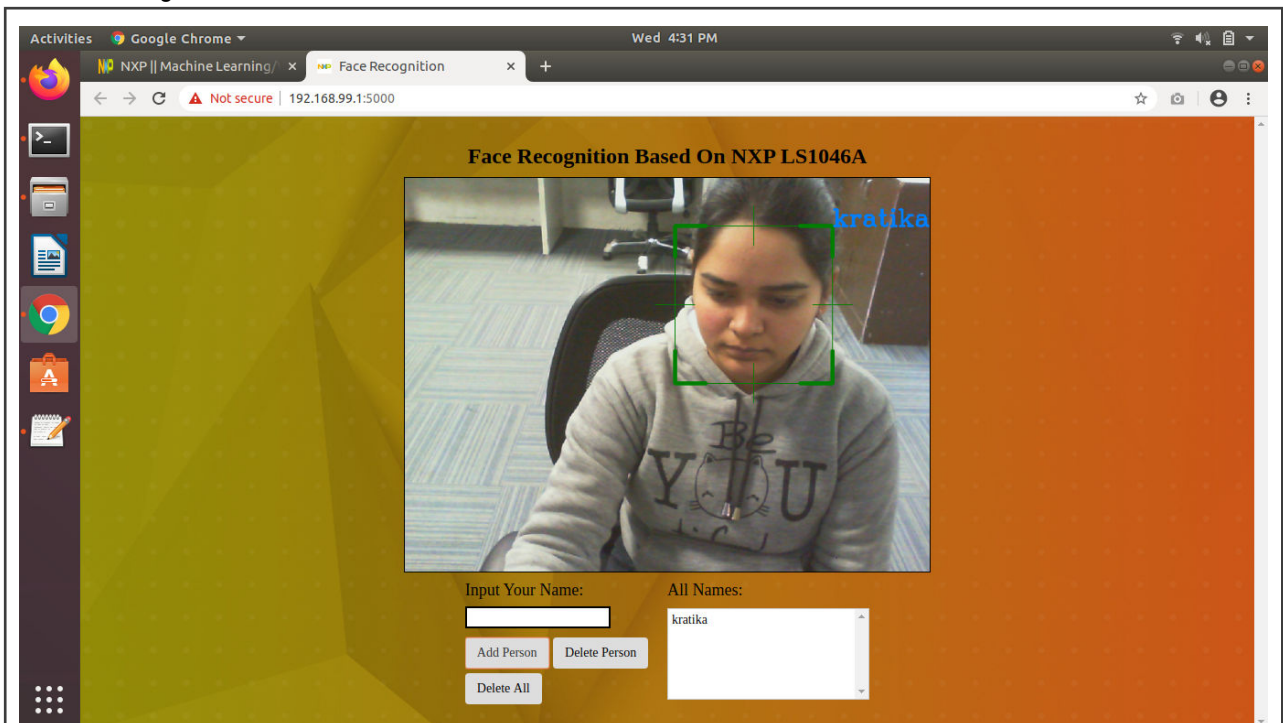 Activities Google Chrome Wed 4:31 PM
NXP || Machine Learning/ Face Recognition
Not secure 192.168.99.1:5000
Face Recognition Based On NXP LS1046A
kratika
Be
YOU
Input Your Name: All Names:
kratika
Add Person Delete Person
Delete All